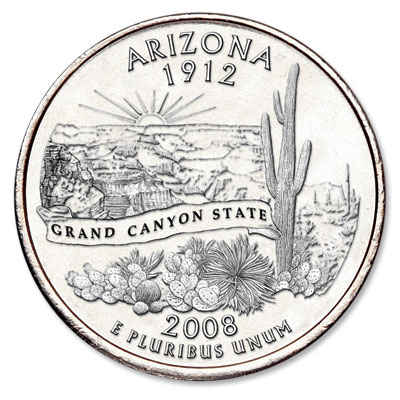 ARIZONA
1912
GRAND CANYON STATE
2008
E PLURIBUS UNUM